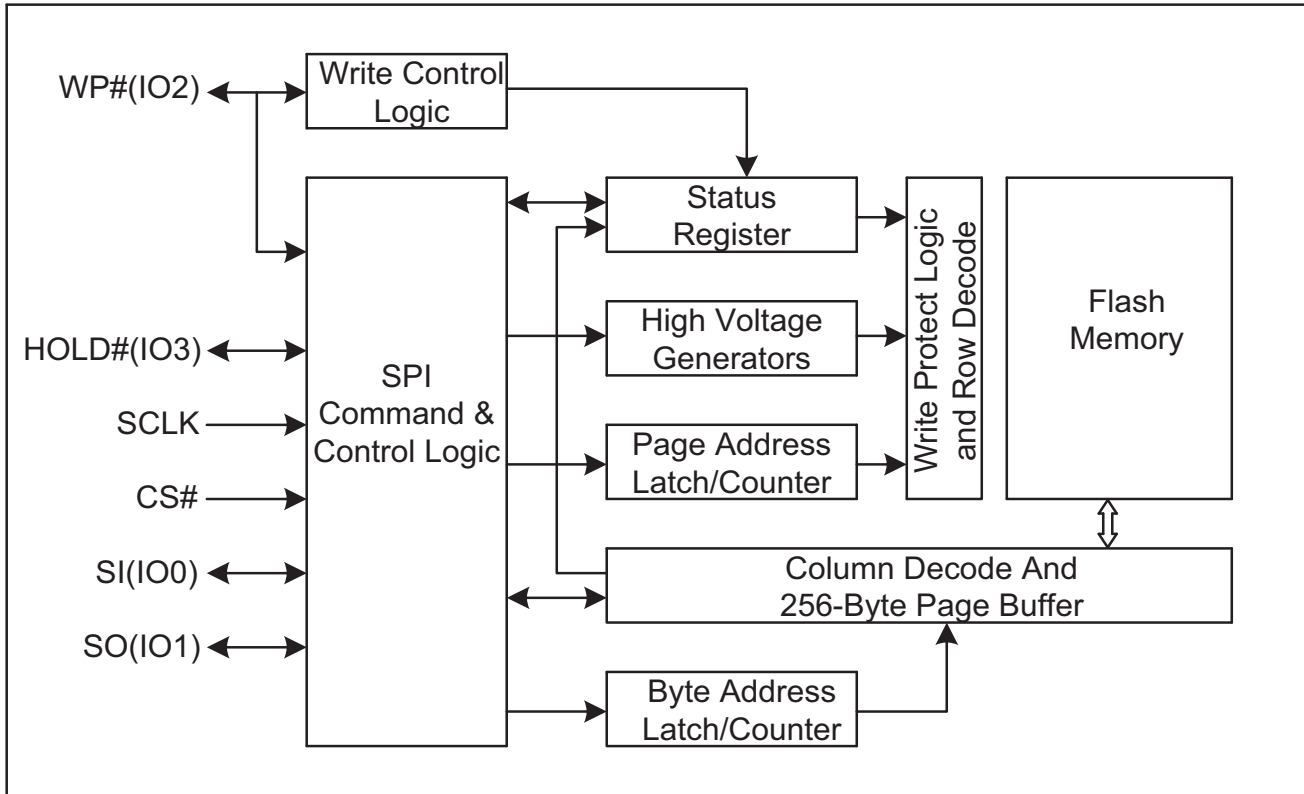 WP#(IO2)
Write Control
Logic
HOLD#(IO3)
SCLK
CS#
SI(IO0)
SO(IO1)
SPI
Command &
Control Logic
Status
Register
High Voltage
Generators
Page Address
Latch/Counter
Write Protect Logic
and Row Decode
Flash
Memory
Column Decode And
256-Byte Page Buffer
Byte Address
Latch/Counter